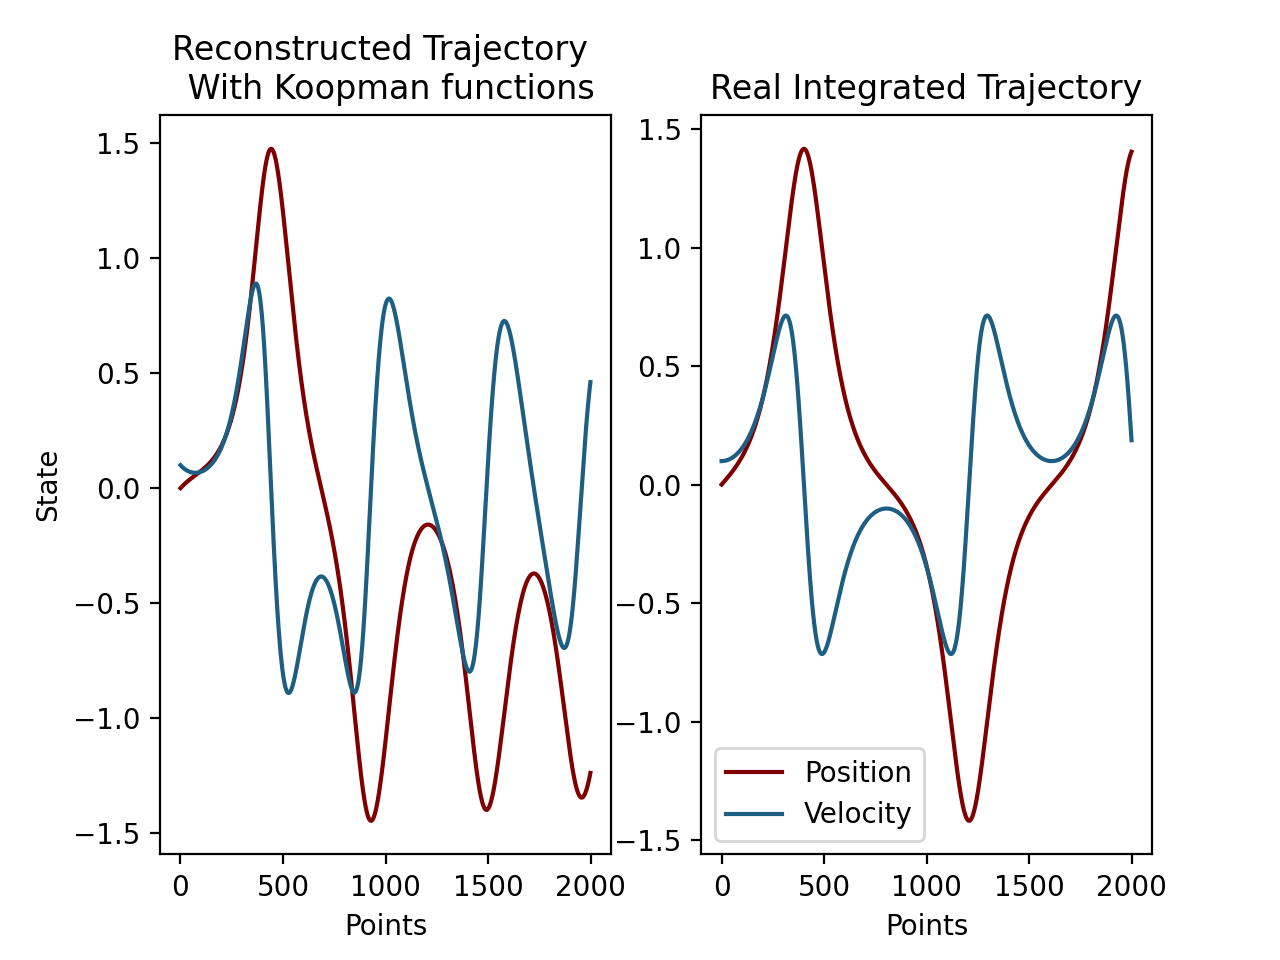 Reconstructed Trajectory
With Koopman functions
Real Integrated Trajectory
State
1.5
1.0
0.5
0.0
−0.5
−1.0
−1.5
0 500 1000 1500 2000
Points
1.5
1.0
0.5
0.0
−0.5
−1.0
−1.5
Position
Velocity
0 500 1000 1500 2000
Points